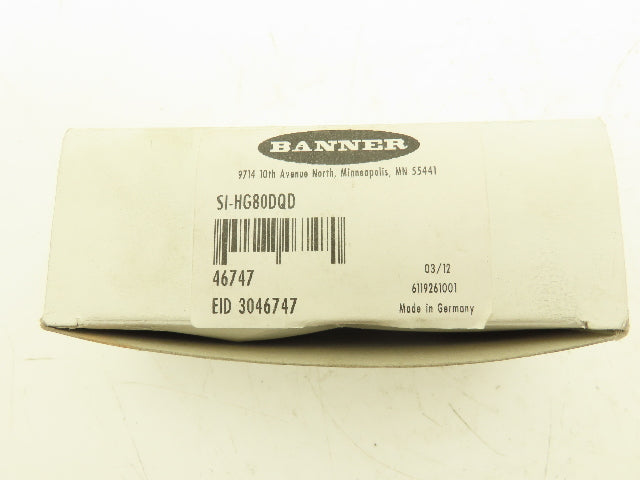 BANNER
9714 10th Avenue North, Minneapolis, MN 55441
SI-HG80DQD
46747
EID 3046747
03/12
6119261001
Made in Germany